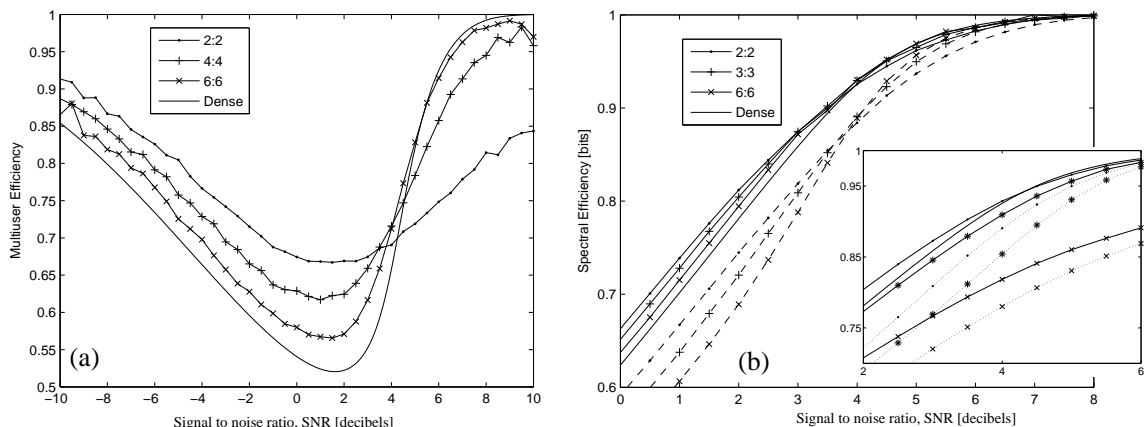 1
0.95
0.9
0.85
0.8
0.75
0.7
0.65
0.6
0.55
0.5
Multiuser Efficiency
2:2
4:4
6:6
Dense
(a)
−10 −8 −6 −4 −2 0 2 4 6 8 10
Signal to noise ratio, SNR [decibels]
1
0.9
0.8
0.7
0.6
Spectral Efficiency [bits]
2:2
3:3
6:6
Dense
1
0.95
0.85
0.75
2 4 6
(b)
0 1 2 3 4 5 6 7 8
Signal to noise ratio, SNR [decibels]